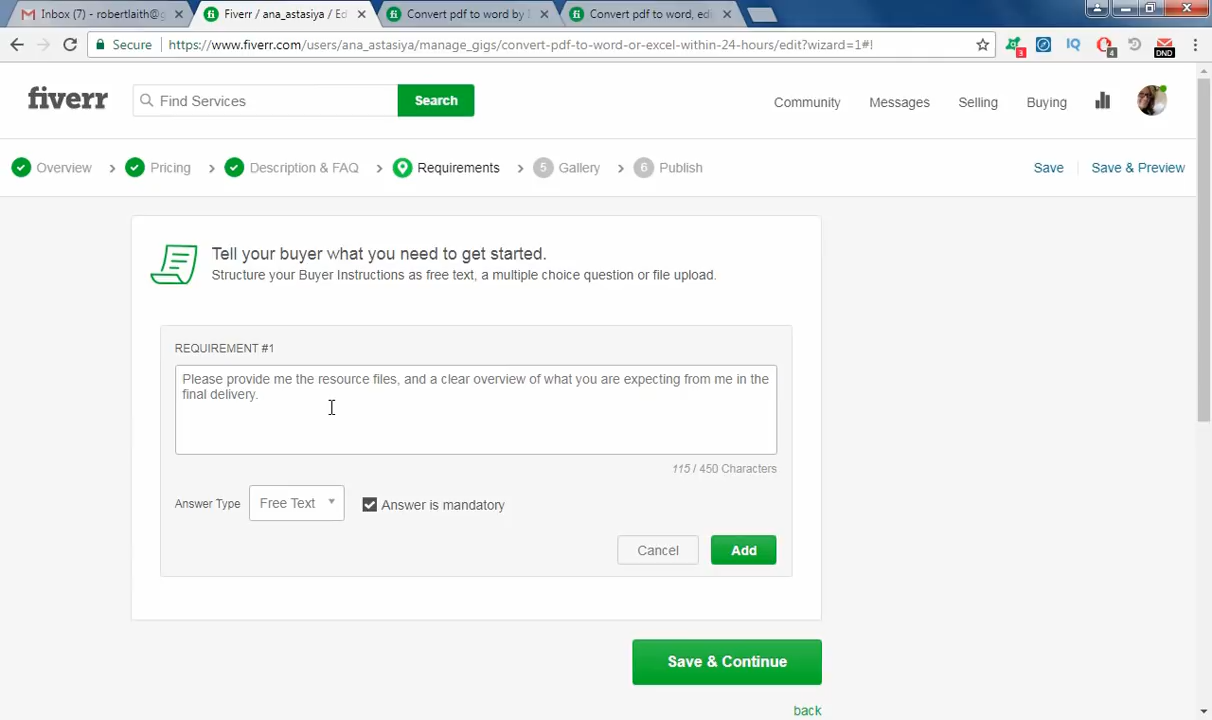 Inbox (906) - robertlaith@g
Fiverr / ana_astasiya / Ed
Convert pdf to word by
Convert pdf to word, edi
Secure
https://www.fiverr.com/users/ana_astasiya/manage_gigs/convert-pdf-to-word-or-excel-within-24-hours/edit?wizard=1#!
3
4
DND
fiverr
Find Services
Search
Community
Messages
Selling
Buying
Overview
Pricing
Description & FAQ
Requirements
5
Gallery
6
Publish
Save
Save & Preview
Tell your buyer what you need to get started.
Structure your Buyer Instructions as free text, a multiple choice question or file upload.
REQUIREMENT #1
Please provide me the resource files, and a clear overview of what you are expecting from me in the
final delivery.
115 / 450 Characters
Answer Type
Free Text
Answer is mandatory
Cancel
Add
Save & Continue
back